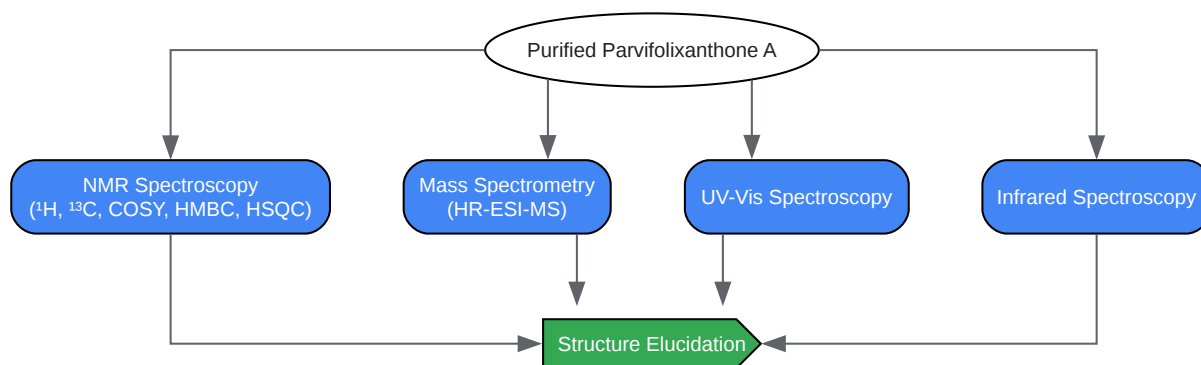 Purified Parvifolixanthone A
NMR Spectroscopy
(¹H, ¹³C, COSY, HMBC, HSQC)
Mass Spectrometry
(HR-ESI-MS)
UV-Vis Spectroscopy
Infrared Spectroscopy
Structure Elucidation